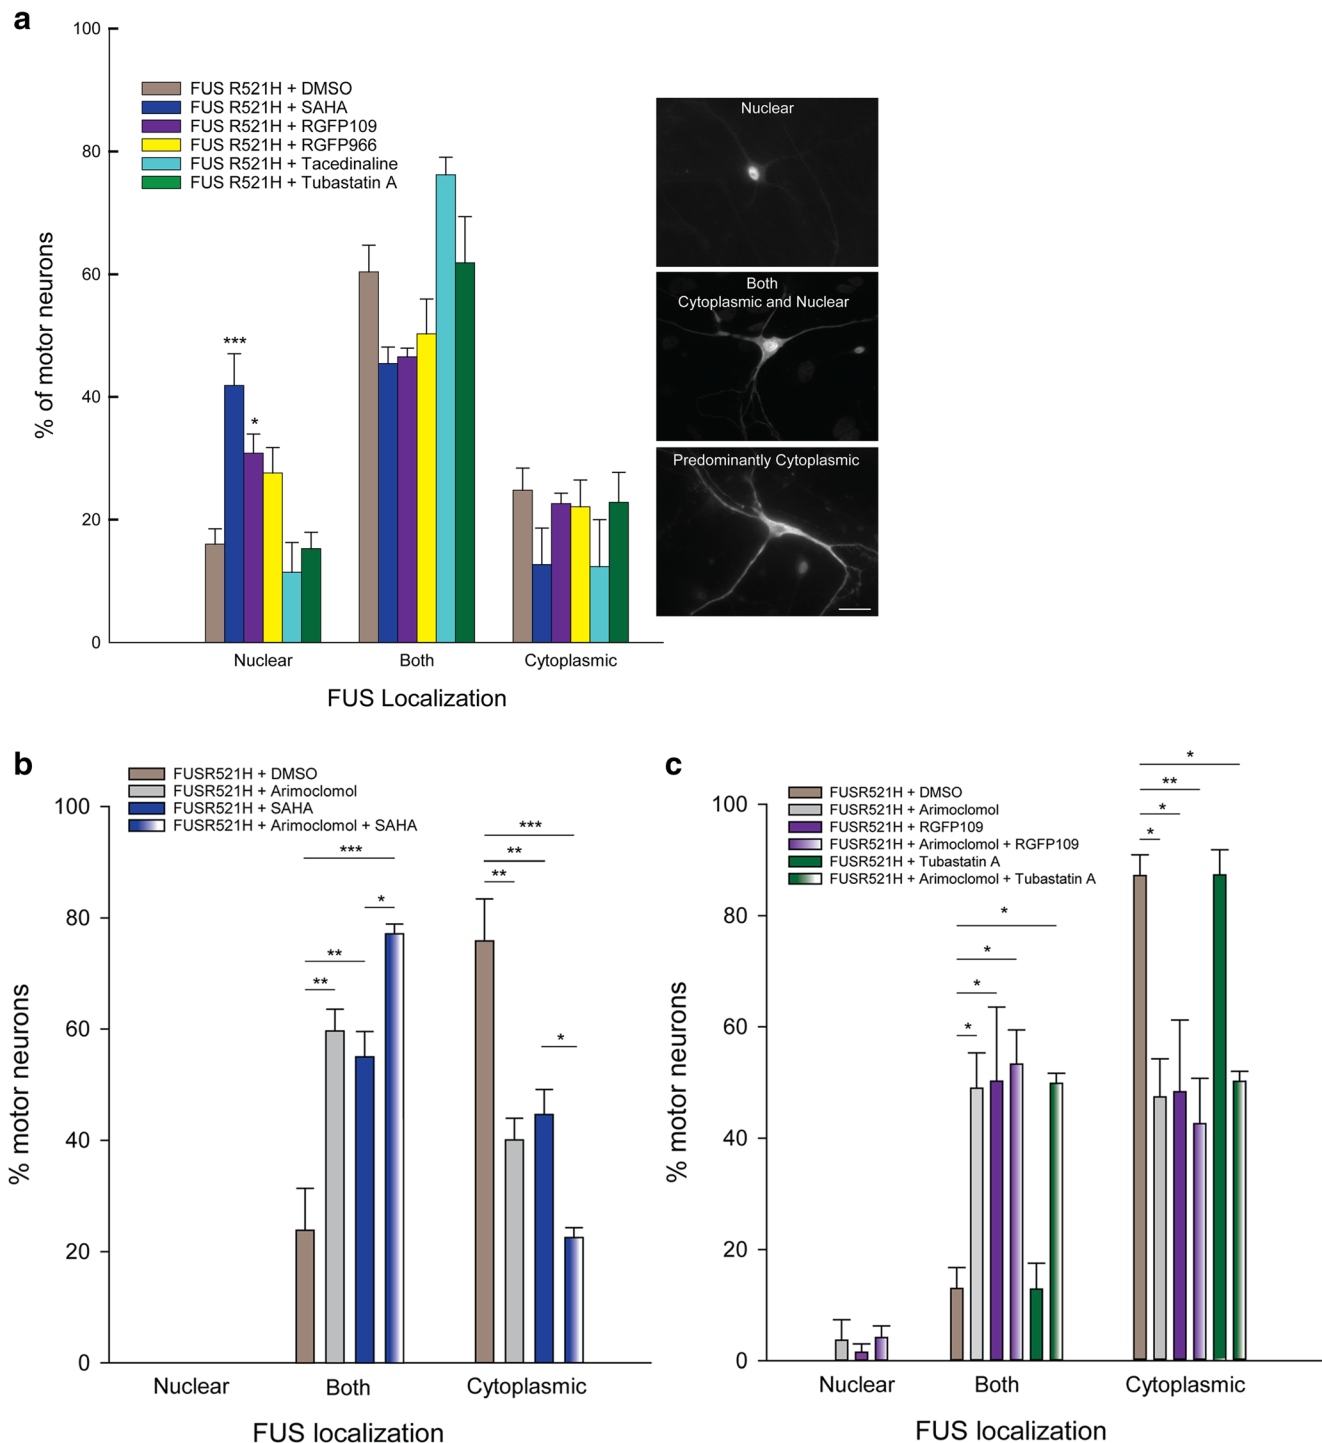 a
100
80
60
40
20
0
% of motor neurons
FUS R521H + DMSO
FUS R521H + SAHA
FUS R521H + RGFP109
FUS R521H + RGFP966
FUS R521H + Tacedinaline
FUS R521H + Tubastatin A
***
*
Nuclear
Both
Cytoplasmic
FUS Localization
Nuclear
Both
Cytoplasmic and Nuclear
Predominantly Cytoplasmic
b
FUSR521H + DMSO
FUSR521H + Arimoclomol
FUSR521H + SAHA
FUSR521H + Arimoclomol + SAHA
100
80
60
40
20
0
% motor neurons
***
*
**
**
***
**
**
*
Nuclear
Both
Cytoplasmic
FUS localization
c
FUSR521H + DMSO
FUSR521H + Arimoclomol
FUSR521H + RGFP109
FUSR521H + Arimoclomol + RGFP109
FUSR521H + Tubastatin A
FUSR521H + Arimoclomol + Tubastatin A
100
80
60
40
20
0
% motor neurons
*
*
*
*
*
**
*
*
Nuclear
Both
Cytoplasmic
FUS localization